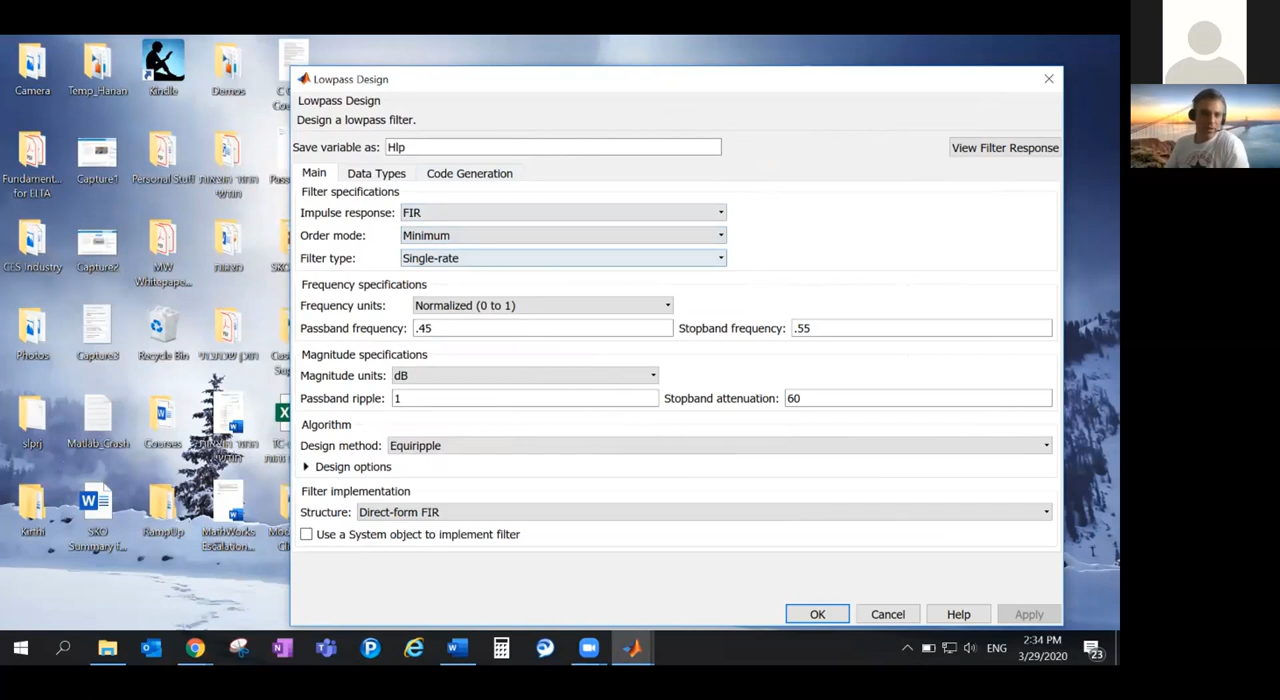 Camera
Temp_Hanan
Kindle
Demos
Fundament...
for ELTA
Capture1
Personal Stuff
CES Industry
Capture2
MW
Whitepape...
Photos
Capture3
Recycle Bin
slprj
Matlab_Crash
Courses
Kirthi
SKO
Summary i...
RampUp
MathWorks
Escalation...
Lowpass Design
Lowpass Design
Design a lowpass filter.
Save variable as: Hlp
View Filter Response
Main Data Types Code Generation
Filter specifications
Impulse response: FIR
Order mode: Minimum
Filter type: Single-rate
Frequency specifications
Frequency units: Normalized (0 to 1)
Passband frequency: .45 Stopband frequency: .55
Magnitude specifications
Magnitude units: dB
Passband ripple: 1 Stopband attenuation: 60
Algorithm
Design method: Equiripple
Design options
Filter implementation
Structure: Direct-form FIR
Use a System object to implement filter
OK Cancel Help Apply
ENG
2:34 PM
3/29/2020
23